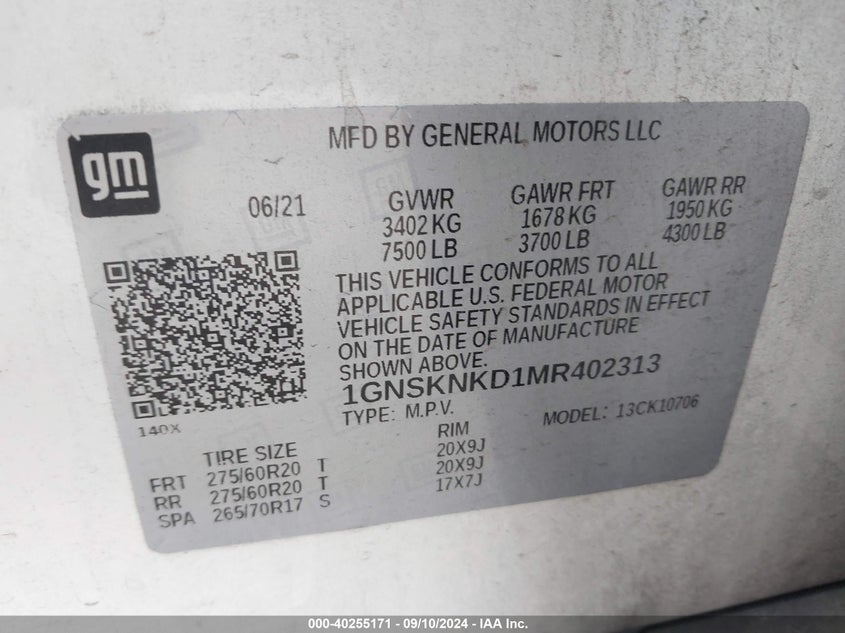 gm
MFD BY GENERAL MOTORS LLC
06/21
GVWR
3402 KG
7500 LB
GAWR FRT
1678 KG
3700 LB
GAWR RR
1950 KG
4300 LB
THIS VEHICLE CONFORMS TO ALL
APPLICABLE U.S. FEDERAL MOTOR
VEHICLE SAFETY STANDARDS IN EFFECT
ON THE DATE OF MANUFACTURE
SHOWN ABOVE.
1GNSKNKD1MR402313
TYPE: M.P.V.
MODEL: 13CK10706
140X
TIRE SIZE RIM
FRT 275/60R20 T 20X9J
RR 275/60R20 T 20X9J
SPA 265/70R17 S 17X7J
000-40255171 - 09/10/2024 - IAA Inc.